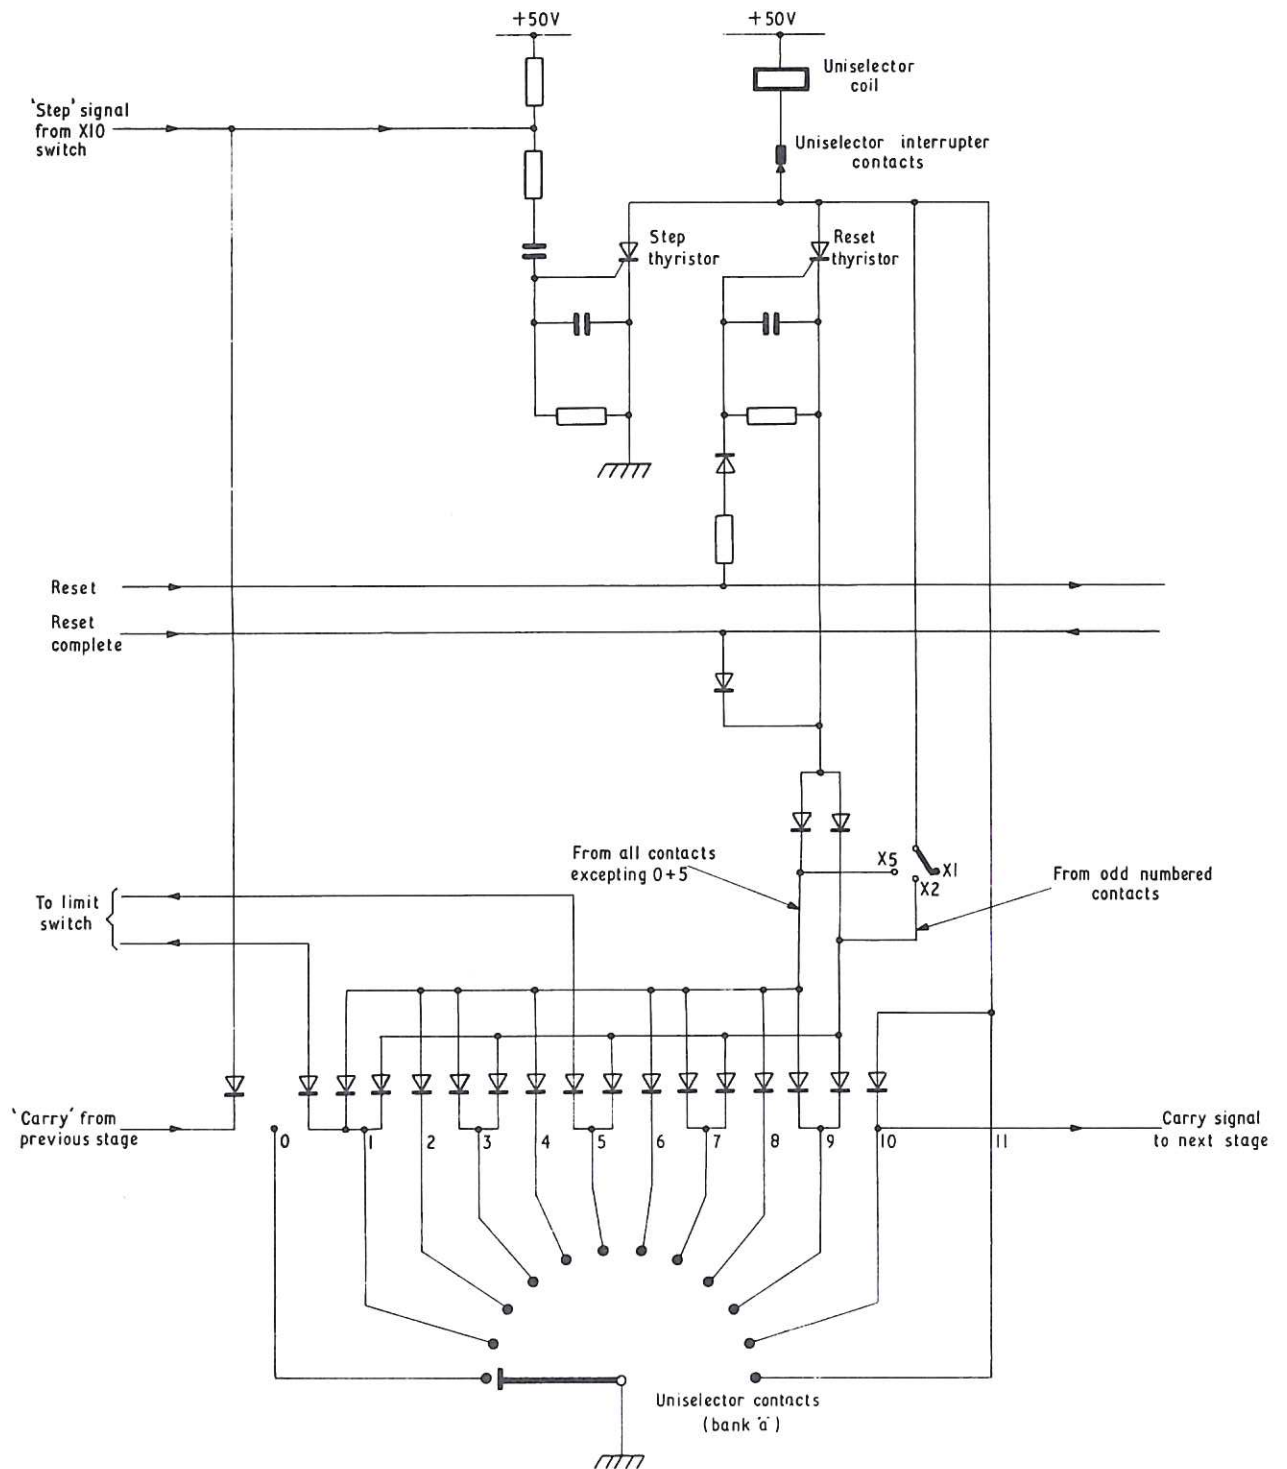 +50V
+50V
Uniselector
coil
'Step' signal
from X10
switch
Uniselector interrupter
contacts
Step
thyristor
Reset
thyristor
Reset
Reset
complete
From all contacts
excepting 0+5
X5
X1
X2
From odd numbered
contacts
To limit
switch
'Carry' from
previous stage
0
1
2
3
4
5
6
7
8
9
10
11
Carry signal
to next stage
Uniselector contacts
(bank 'a')